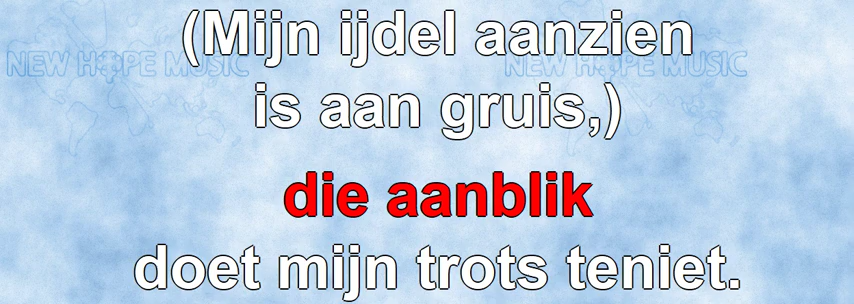 (Mijn ijdel aanzien
NEW HOPE MUSIC NEW HOPE MUSIC
is aan gruis,)
die aanblik
doet mijn trots teniet.